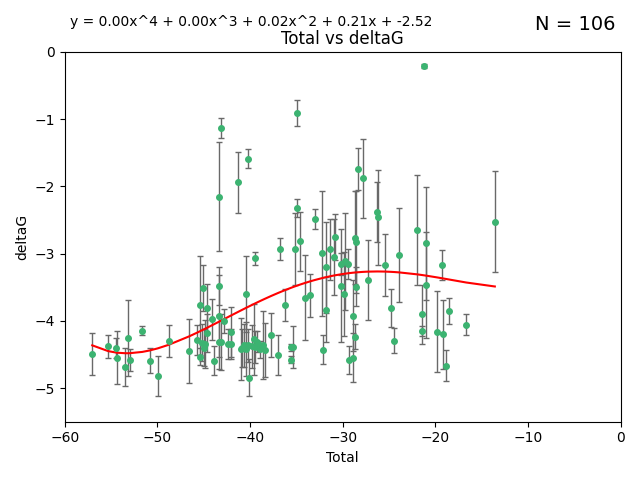 y = 0.00x^4 + 0.00x^3 + 0.02x^2 + 0.21x + -2.52
N = 106
Total vs deltaG
0
−1
−2
−3
−4
−5
deltaG
−60 −50 −40 −30 −20 −10 0
Total